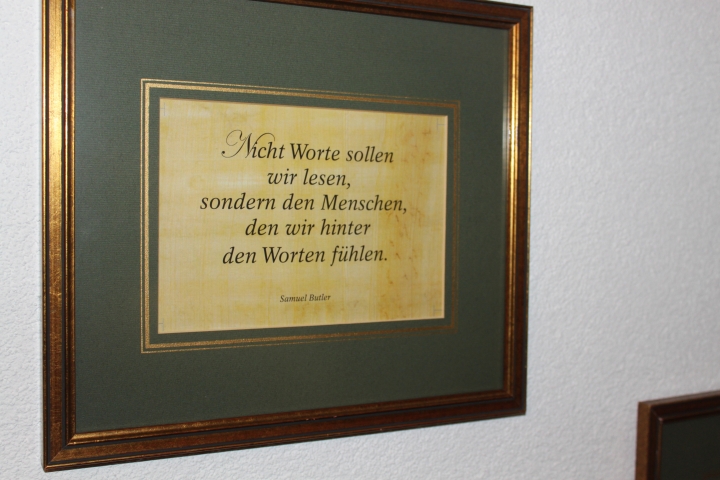 Nicht Worte sollen
wir lesen,
sondern den Menschen,
den wir hinter
den Worten fühlen.
Samuel Butler